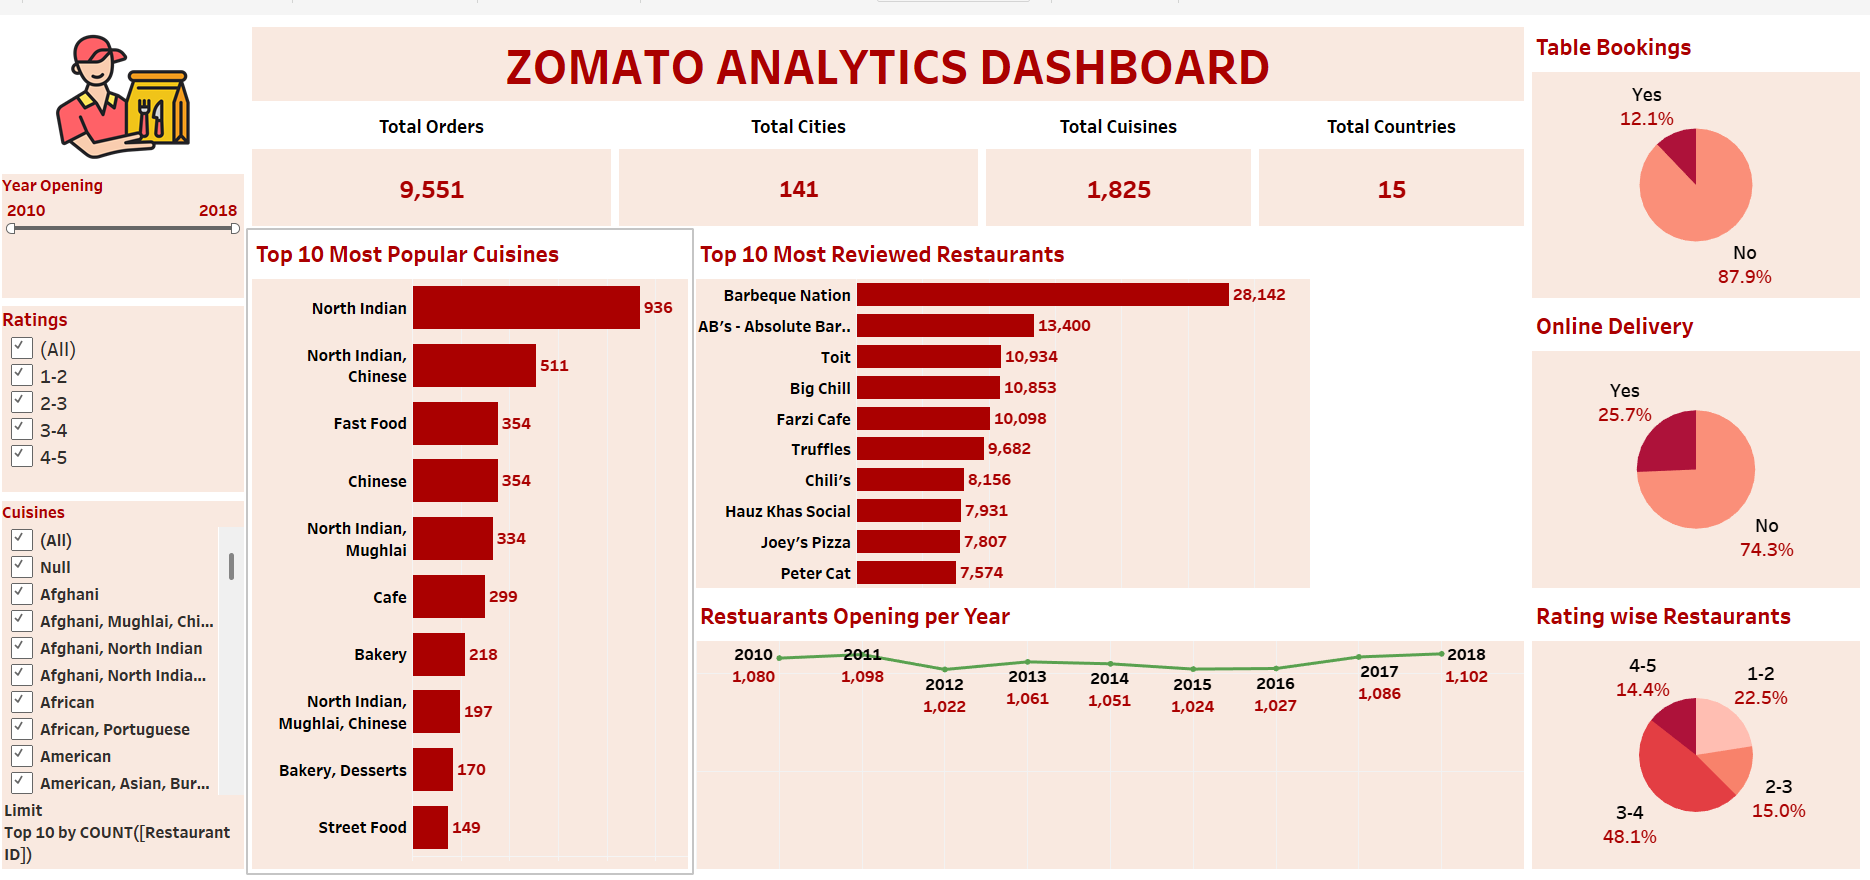 ZOMATO ANALYTICS DASHBOARD
Total Orders
9,551
Total Cities
141
Total Cuisines
1,825
Total Countries
15
Year Opening
2010 2018
Ratings
(All)
1-2
2-3
3-4
4-5
Cuisines
(All)
Null
Afghani
Afghani, Mughlai, Chi...
Afghani, North Indian
Afghani, North India...
African
African, Portuguese
American
American, Asian, Bur...
Limit
Top 10 by COUNT([Restaurant
ID])
Top 10 Most Popular Cuisines
North Indian 936
North Indian,
Chinese 511
Fast Food 354
Chinese 354
North Indian,
Mughlai 334
Cafe 299
Bakery 218
North Indian,
Mughlai, Chinese 197
Bakery, Desserts 170
Street Food 149
Top 10 Most Reviewed Restaurants
Barbeque Nation 28,142
AB's - Absolute Bar.. 13,400
Toit 10,934
Big Chill 10,853
Farzi Cafe 10,098
Truffles 9,682
Chili's 8,156
Hauz Khas Social 7,931
Joey's Pizza 7,807
Peter Cat 7,574
Restuarants Opening per Year
2010
1,080
2011
1,098
2012
1,022
2013
1,061
2014
1,051
2015
1,024
2016
1,027
2017
1,086
2018
1,102
Table Bookings
Yes
12.1%
No
87.9%
Online Delivery
Yes
25.7%
No
74.3%
Rating wise Restaurants
4-5
14.4%
1-2
22.5%
2-3
15.0%
3-4
48.1%